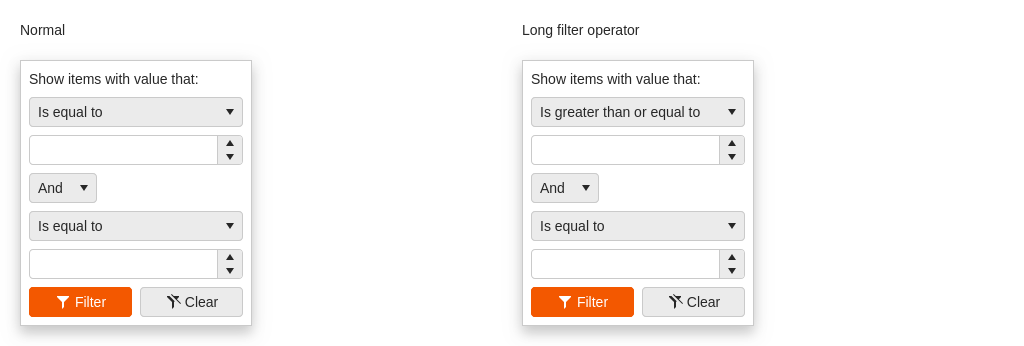 Normal
Show items with value that:
Is equal to
And
Is equal to
Filter
Clear
Long filter operator
Show items with value that:
Is greater than or equal to
And
Is equal to
Filter
Clear